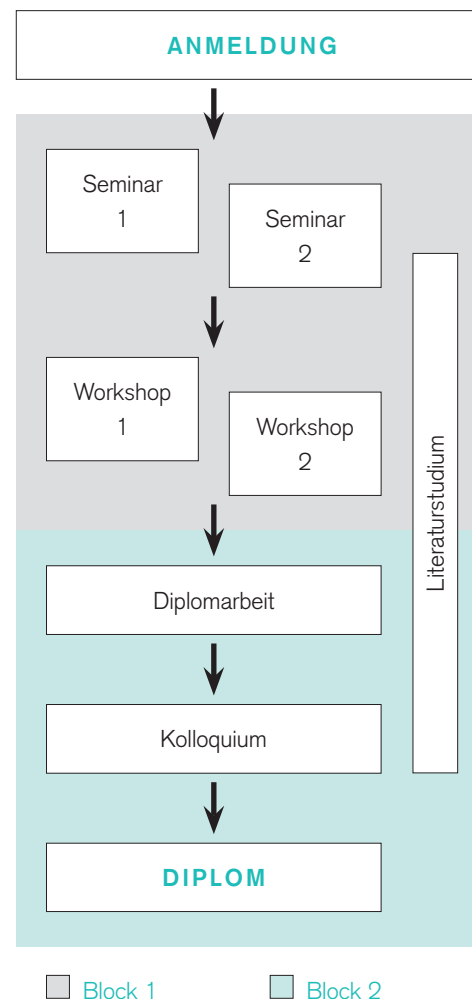 ANMELDUNG
Seminar
1
Seminar
2
Workshop
1
Workshop
2
Literaturstudium
Diplomarbeit
Kolloquium
DIPLOM
Block 1
Block 2